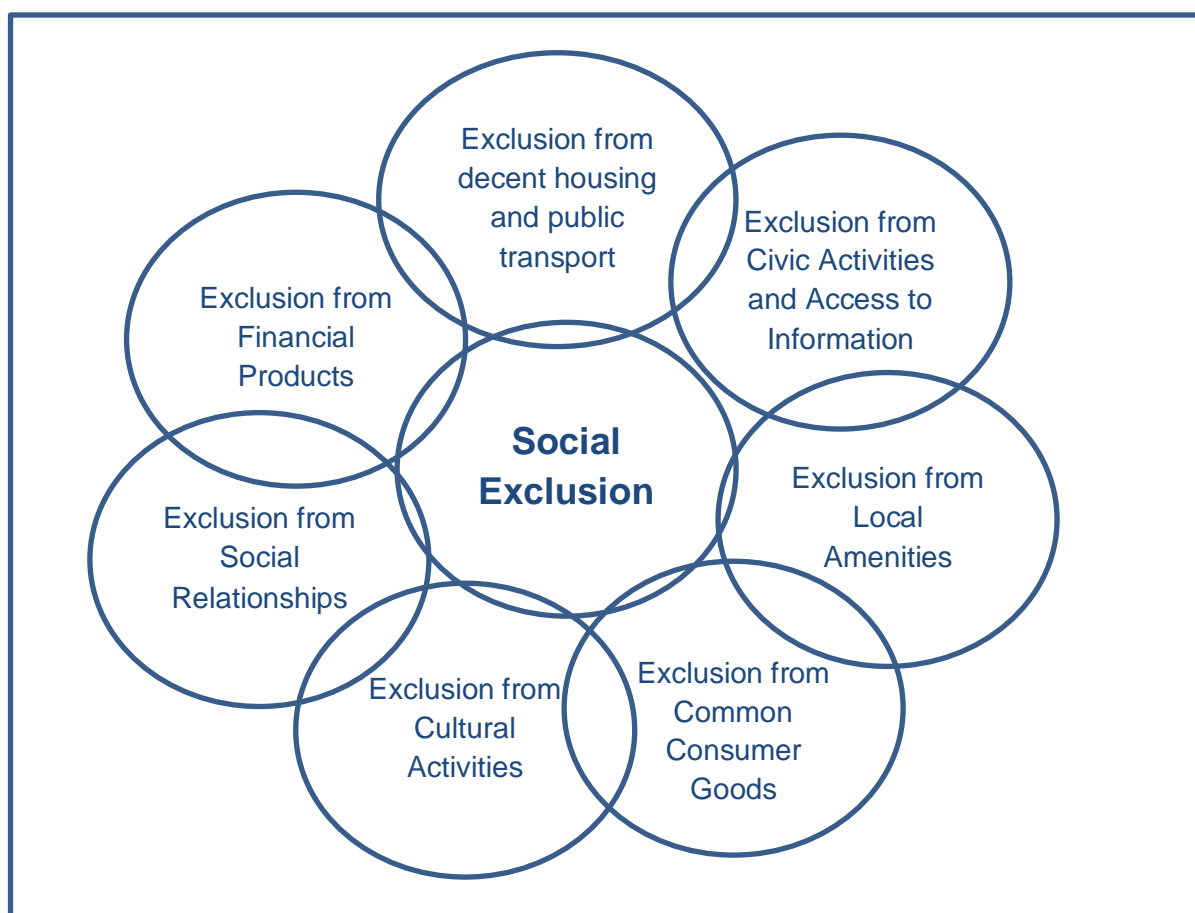 Exclusion from
decent housing
and public
transport
Exclusion from
Civic Activities
and Access to
Information
Exclusion from
Financial
Products
Social
Exclusion
Exclusion from
Local
Amenities
Exclusion from
Social
Relationships
Exclusion from
Cultural
Activities
Exclusion from
Common
Consumer
Goods